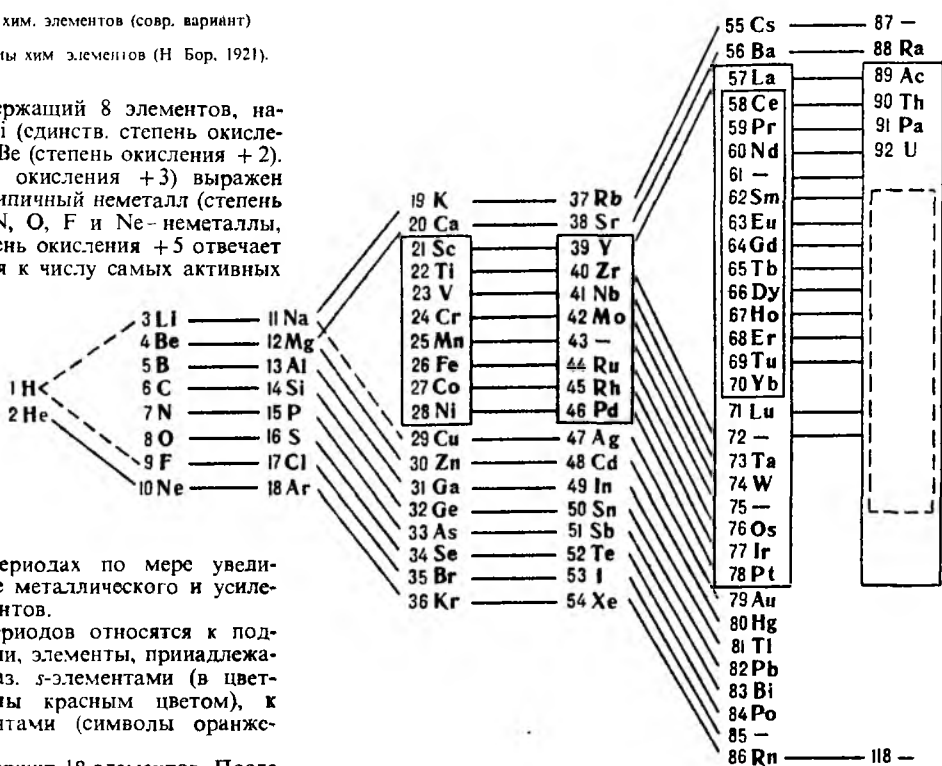 хим. элементов (совр. вариант)
мы хим элементов (Н Бор, 1921).
ержащий 8 элементов, на-
i (единств. степень окисле-
Ве (степень окисления + 2).
окисления +3) выражен
ипичный неметалл (степень
N, O, F и Ne-неметаллы,
ень окисления +5 отвечает
я к числу самых активных
ериодах по мере увели-
е металлического и усиле-
нтов.
риодов относятся к под-
ми, элементы, принадлежа-
аз. s-элементами (в цвет-
ны красным цветом), к
нтами (символы оранже-
1 H
2 He
3 Li
4 Be
5 B
6 C
7 N
8 O
9 F
10 Ne
11 Na
12 Mg
13 Al
14 Si
15 P
16 S
17 Cl
18 Ar
19 K
20 Ca
21 Sc
22 Ti
23 V
24 Cr
25 Mn
26 Fe
27 Co
28 Ni
29 Cu
30 Zn
31 Ga
32 Ge
33 As
34 Se
35 Br
36 Kr
37 Rb
38 Sr
39 Y
40 Zr
41 Nb
42 Mo
43 —
44 Ru
45 Rh
46 Pd
47 Ag
48 Cd
49 In
50 Sn
51 Sb
52 Te
53 I
54 Xe
55 Cs
56 Ba
57 La
58 Ce
59 Pr
60 Nd
61 —
62 Sm
63 Eu
64 Gd
65 Tb
66 Dy
67 Ho
68 Er
69 Tu
70 Yb
71 Lu
72 —
73 Ta
74 W
75 —
76 Os
77 Ir
78 Pt
79 Au
80 Hg
81 Tl
82 Pb
83 Bi
84 Po
85 —
86 Rn
87 —
88 Ra
89 Ac
90 Th
91 Pa
92 U
118 —